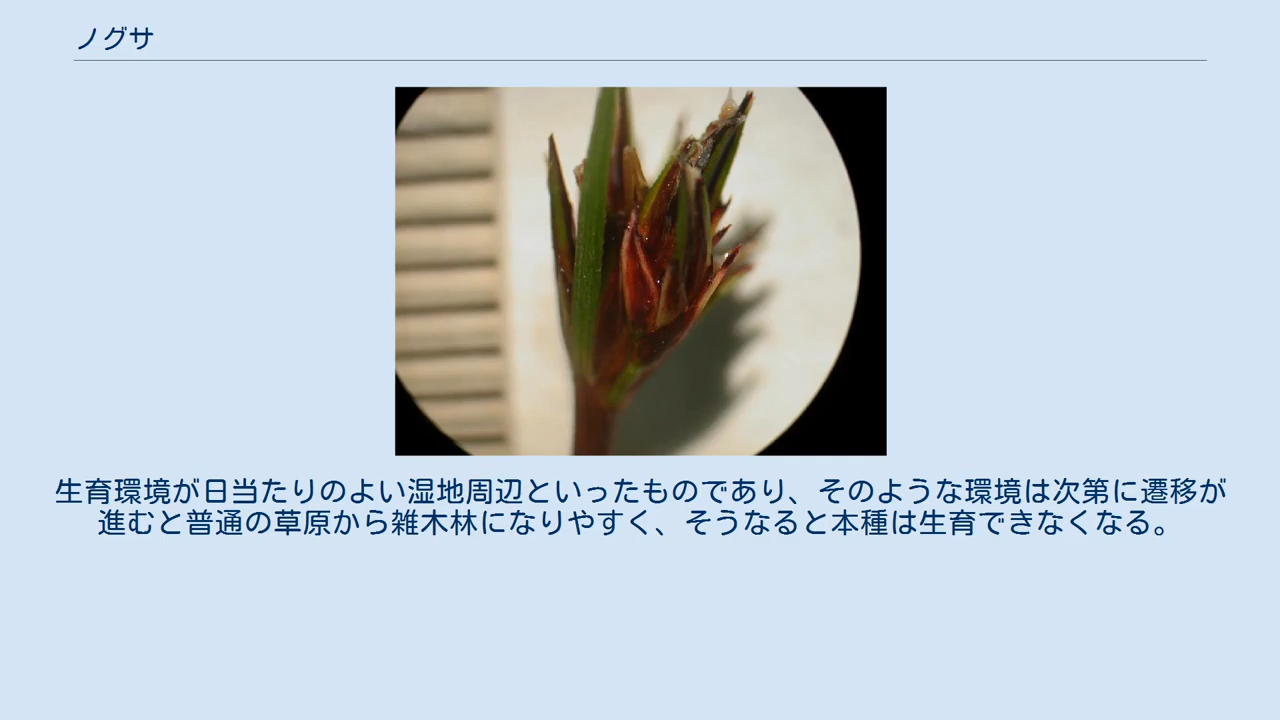 ノグサ
生育環境が日当たりのよい湿地周辺といったものであり、そのような環境は次第に遷移が
進むと普通の草原から雑木林になりやすく、そうなると本種は生育できなくなる。